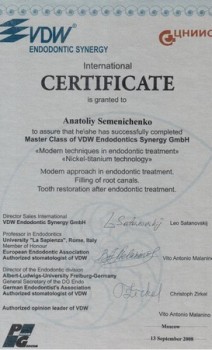 VDW
ENDODONTIC SYNERGY
ЦНИИС
International
CERTIFICATE
is granted to
Anatoliy Semenichenko
to assure that he/she has successfully completed
Master Class of VDW Endodontics Synergy GmbH
«Modern techniques in endodontic treatment»
«Nickel-titanium technology»
Modern approach in endodontic treatment.
Filling of root canals.
Tooth restoration after endodontic treatment.
Director Sales International
VDW Endodontic Synergy GmbH
Leo Satanovskij
Professor in Endodontics
University "La Sapienza", Rome, Italy
Member of Honour
European Endodontic Association
Authorized stomatologist of VDW
Vito Antonio Malanino
Director of the Endodontic division
Albert-Ludwigs-University Freiburg-Germany
General Secretary of the DG Endo
German Endodontist's Association
Authorized stomatologist of VDW
Christoph Zirkel
Authorized opinion leader of VDW
Vito Antonio Malanino
Moscow
13 September 2008